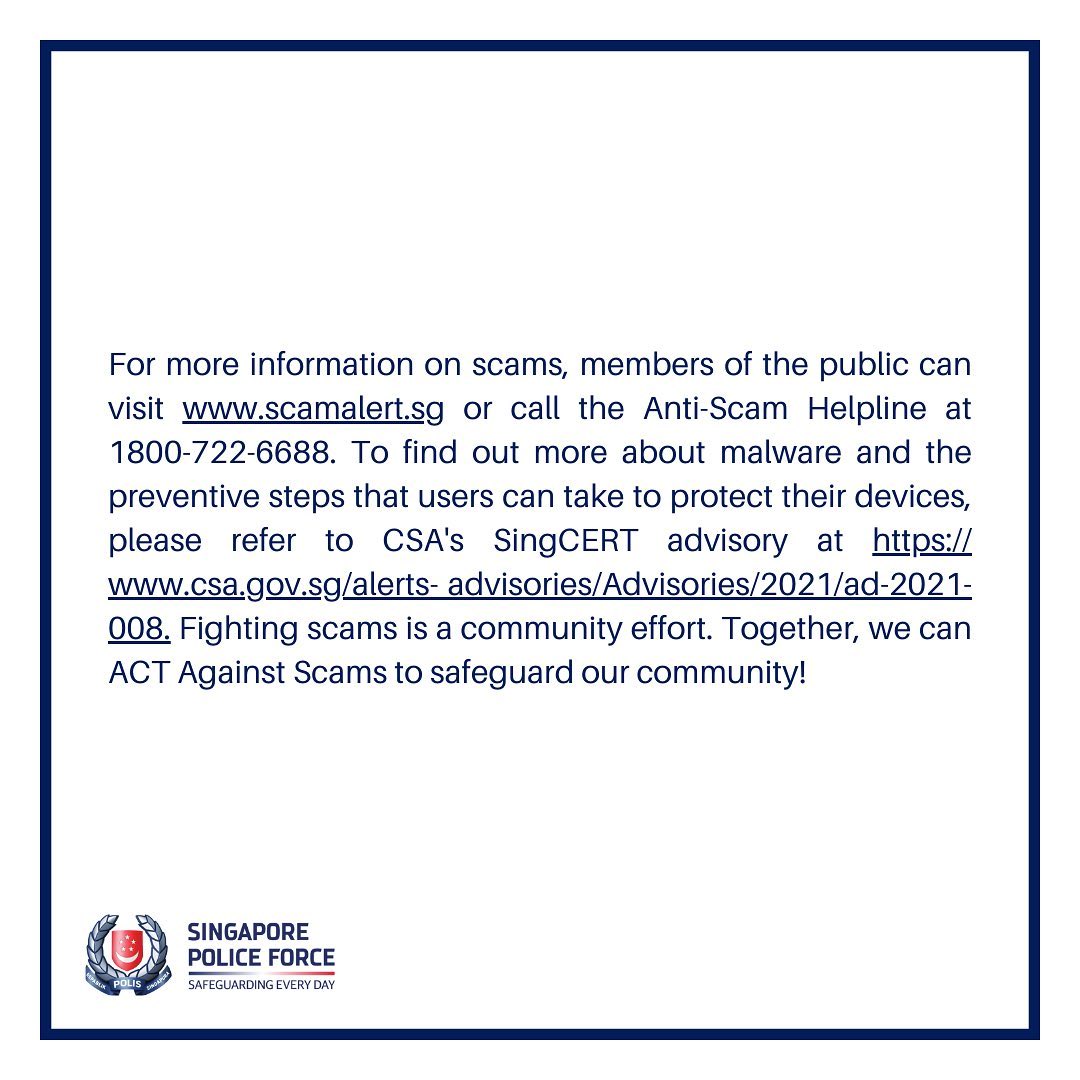 For more information on scams, members of the public can
visit www.scamalert.sg or call the Anti-Scam Helpline at
1800-722-6688. To find out more about malware and the
preventive steps that users can take to protect their devices,
please refer to CSA's SingCERT advisory at https://
www.csa.gov.sg/alerts- advisories/Advisories/2021/ad-2021-
008. Fighting scams is a community effort. Together, we can
ACT Against Scams to safeguard our community!
SINGAPORE
POLICE FORCE
SAFEGUARDING EVERY DAY
REPUBLIK POLIS SINGAPURA